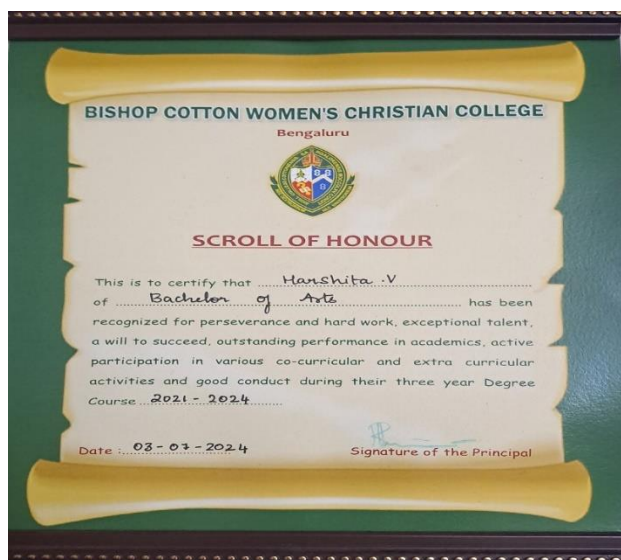 BISHOP COTTON WOMEN'S CHRISTIAN COLLEGE
Bengaluru
SCROLL OF HONOUR
This is to certify that Harshita .V
of Bachelor of Arts has been
recognized for perseverance and hard work, exceptional talent,
a will to succeed, outstanding performance in academics, active
participation in various co-curricular and extra curricular
activities and good conduct during their three year Degree
Course 2021 - 2024
Date : 03-07-2024 Signature of the Principal